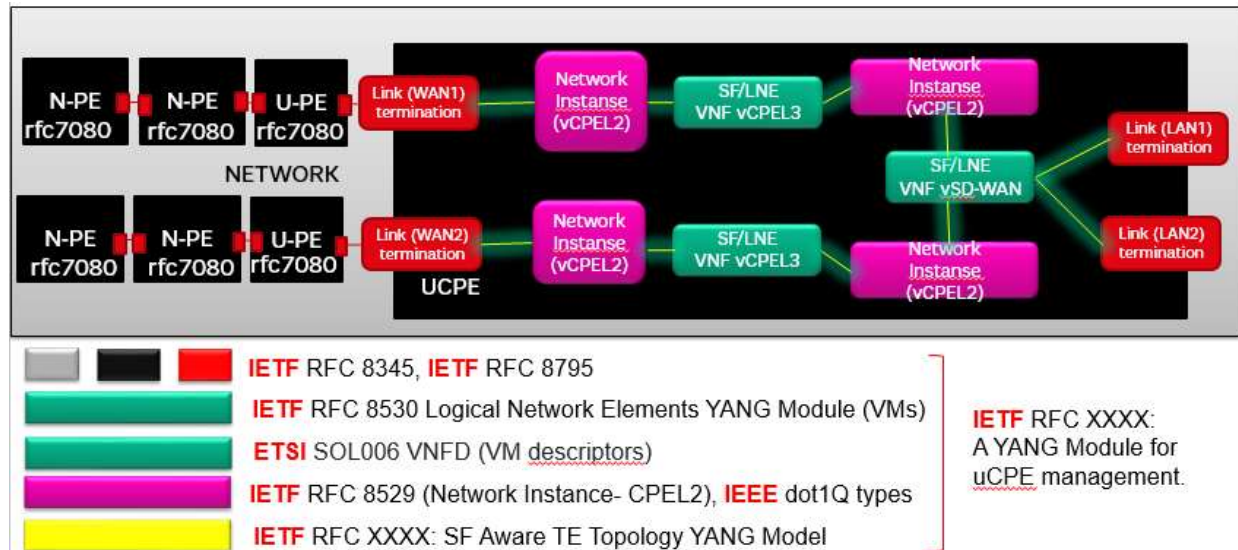 N-PE
rfc7080
N-PE
rfc7080
U-PE
rfc7080
Link (WAN1)
termination
Network
Instanse
(vCPEL2)
SF/LNE
VNF vCPEL3
Network
Instanse
(vCPEL2)
Link (LAN1)
termination
NETWORK
SF/LNE
VNF vSD-WAN
N-PE
rfc7080
N-PE
rfc7080
U-PE
rfc7080
Link (WAN2)
termination
Network
Instanse
(vCPEL2)
SF/LNE
VNF vCPEL3
Network
Instanse
(vCPEL2)
Link (LAN2)
termination
UCPE
IETF RFC 8345, IETF RFC 8795
IETF RFC 8530 Logical Network Elements YANG Module (VMs)
ETSI SOL006 VNFD (VM descriptors)
IETF RFC 8529 (Network Instance- CPEL2), IEEE dot1Q types
IETF RFC XXXX: SF Aware TE Topology YANG Model
IETF RFC XXXX:
A YANG Module for
uCPE management.